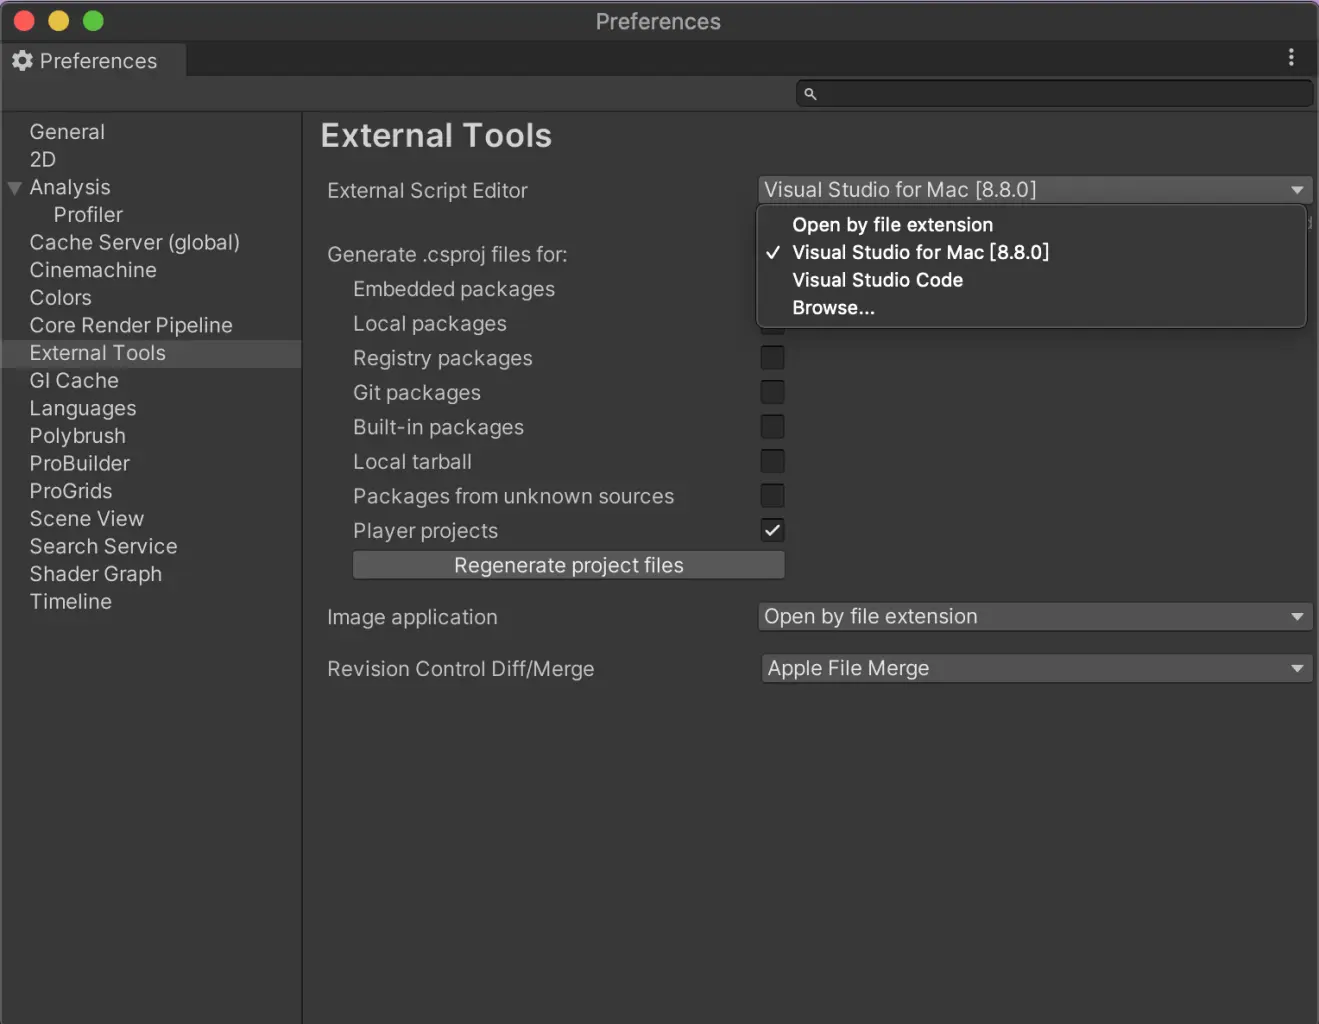 Preferences
Preferences
General
2D
Analysis
Profiler
Cache Server (global)
Cinemachine
Colors
Core Render Pipeline
External Tools
GI Cache
Languages
Polybrush
ProBuilder
ProGrids
Scene View
Search Service
Shader Graph
Timeline
External Tools
External Script Editor
Visual Studio for Mac [8.8.0]
Open by file extension
Visual Studio for Mac [8.8.0]
Visual Studio Code
Browse...
Generate .csproj files for:
Embedded packages
Local packages
Registry packages
Git packages
Built-in packages
Local tarball
Packages from unknown sources
Player projects
Regenerate project files
Image application
Open by file extension
Revision Control Diff/Merge
Apple File Merge